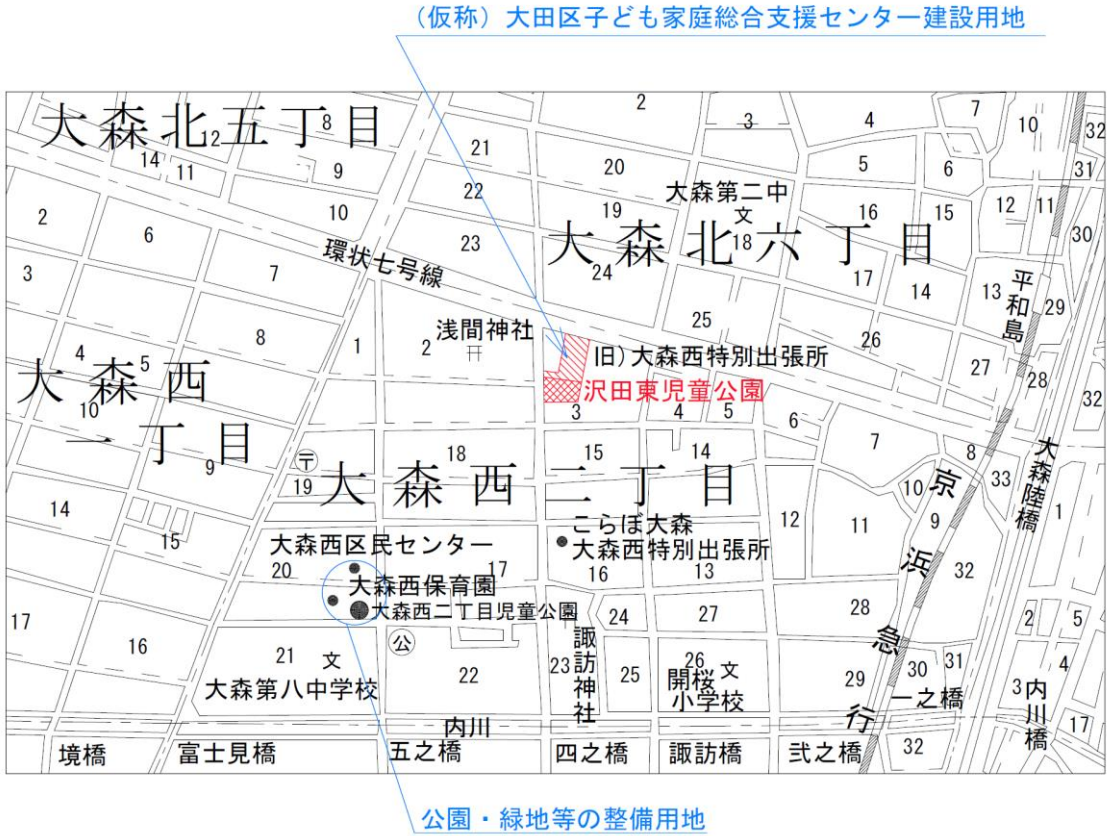 （仮称）大田区子ども家庭総合支援センター建設用地
大森北五丁目
2
8
14
11
9
10
21
22
23
2
3
4
7
10
32
31
20
5
6
大森第二中
文
18
19
16
15
12
11
30
大森北六丁目
24
17
14
13
平和島
29
2
6
3
7
環状七号線
25
26
浅間神社
8
1
2
旧）大森西特別出張所
27
28
4
5
大森西
沢田東児童公園
32
10
一丁目
9
3
4
5
6
7
8
大森陸橋
〒
18
15
14
33
19
大森西二丁目
京浜急行
10
14
15
12
11
9
1
こらぼ大森
大森西区民センター
大森西特別出張所
20
17
16
13
32
大森西保育園
大森西二丁目児童公園
24
27
28
2
5
17
16
公
諏訪神社
21
文
22
23
25
26
文
29
30
31
4
大森第八中学校
開桜
小学校
一之橋
3
内川橋
17
内川
32
境橋
富士見橋
五之橋
四之橋
諏訪橋
弐之橋
公園・緑地等の整備用地